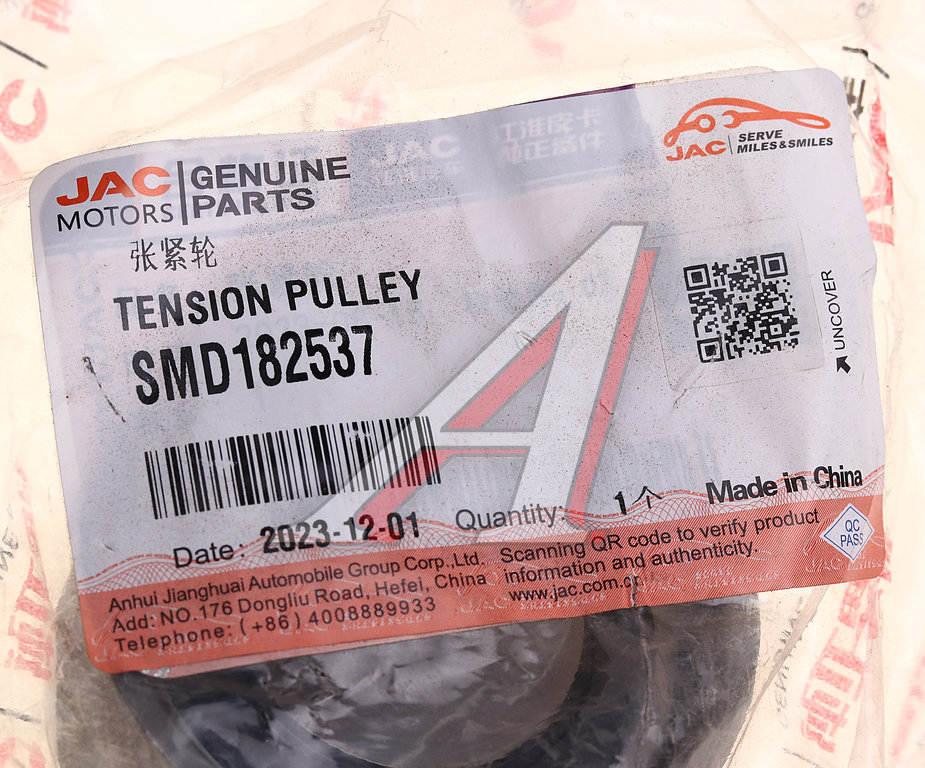 JAC
MOTORS
GENUINE
PARTS
JAC
SERVE
MILES&SMILES
张紧轮
TENSION PULLEY
SMD182537
UNCOVER
Date: 2023-12-01
Quantity: 1个
Made in China
QC
PASS
Anhui Jianghuai Automobile Group Corp.,Ltd.
Add: NO.176 Dongliu Road, Hefei, China
Telephone: (+86)4008889933
Scanning QR code to verify product
information and authenticity.
www.jac.com.cn